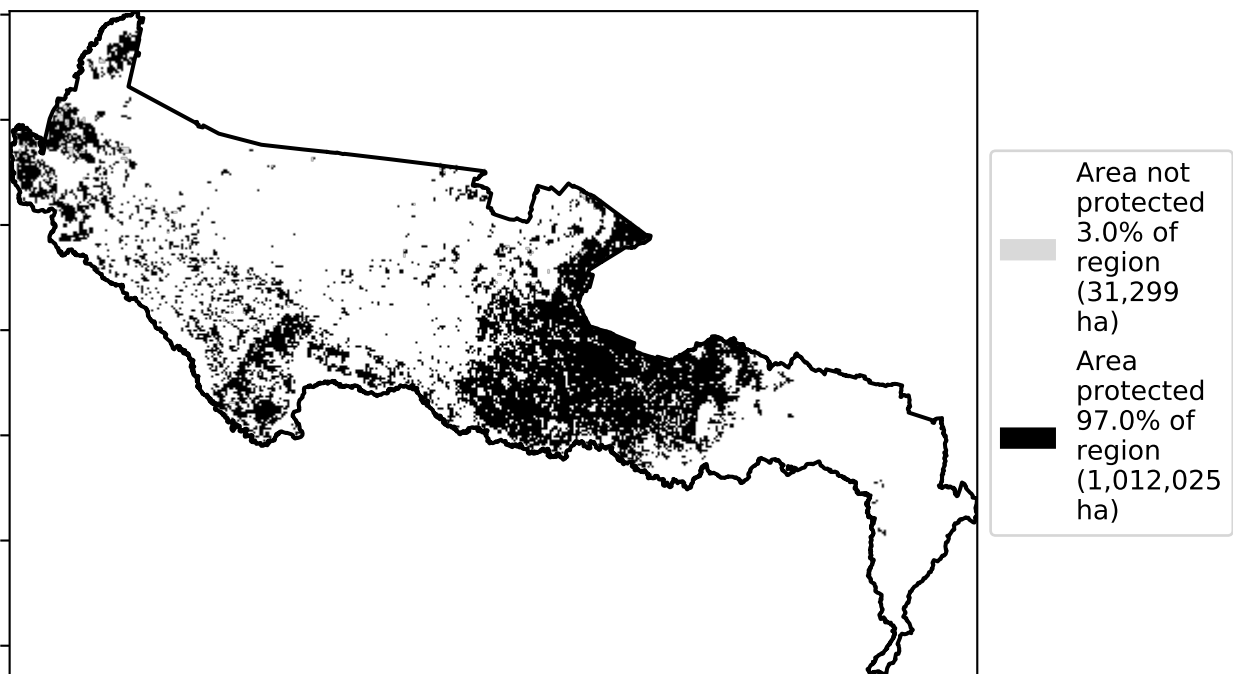 Area not
protected
3.0% of
region
(31,299
ha)
Area
protected
97.0% of
region
(1,012,025
ha)